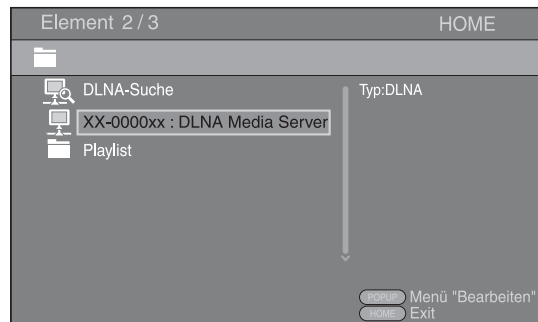 Element 2/3 HOME
DLNA-Suche
Typ:DLNA
XX-0000xx : DLNA Media Server
Playlist
POPUP Menü "Bearbeiten"
HOME Exit